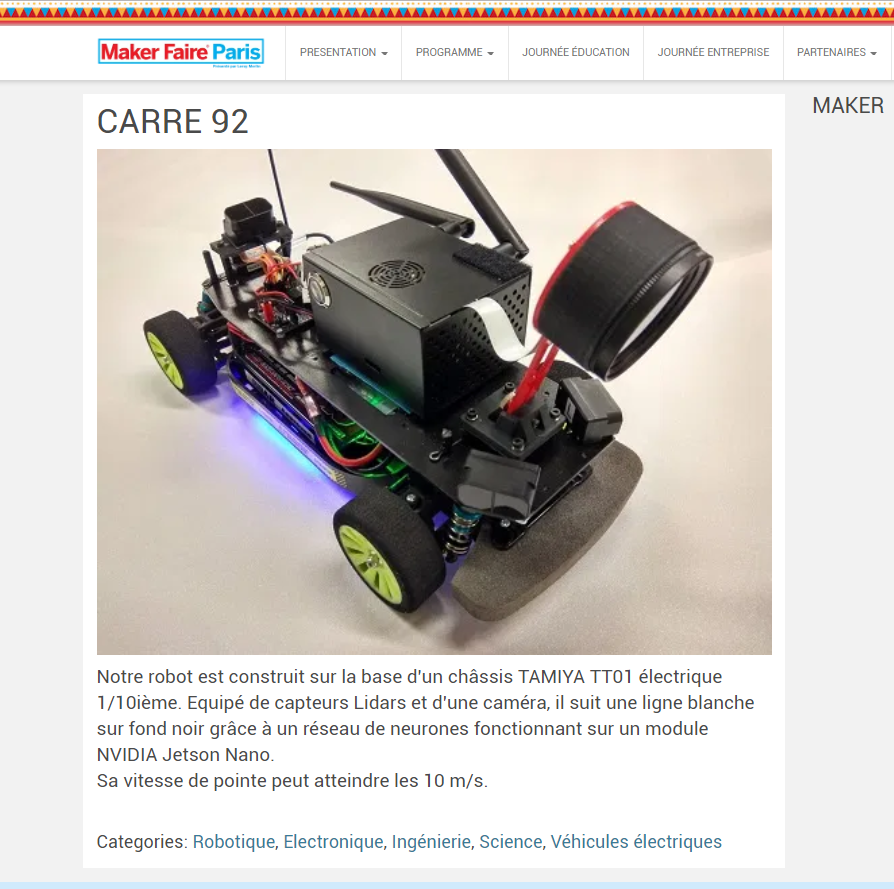 Maker Faire Paris
PRESENTATION
PROGRAMME
JOURNÉE ÉDUCATION
JOURNÉE ENTREPRISE
PARTENAIRES
CARRE 92
MAKER
Notre robot est construit sur la base d'un châssis TAMIYA TT01 électrique
1/10ième. Equipé de capteurs Lidars et d'une caméra, il suit une ligne blanche
sur fond noir grâce à un réseau de neurones fonctionnant sur un module
NVIDIA Jetson Nano.
Sa vitesse de pointe peut atteindre les 10 m/s.
Categories: Robotique, Electronique, Ingénierie, Science, Véhicules électriques